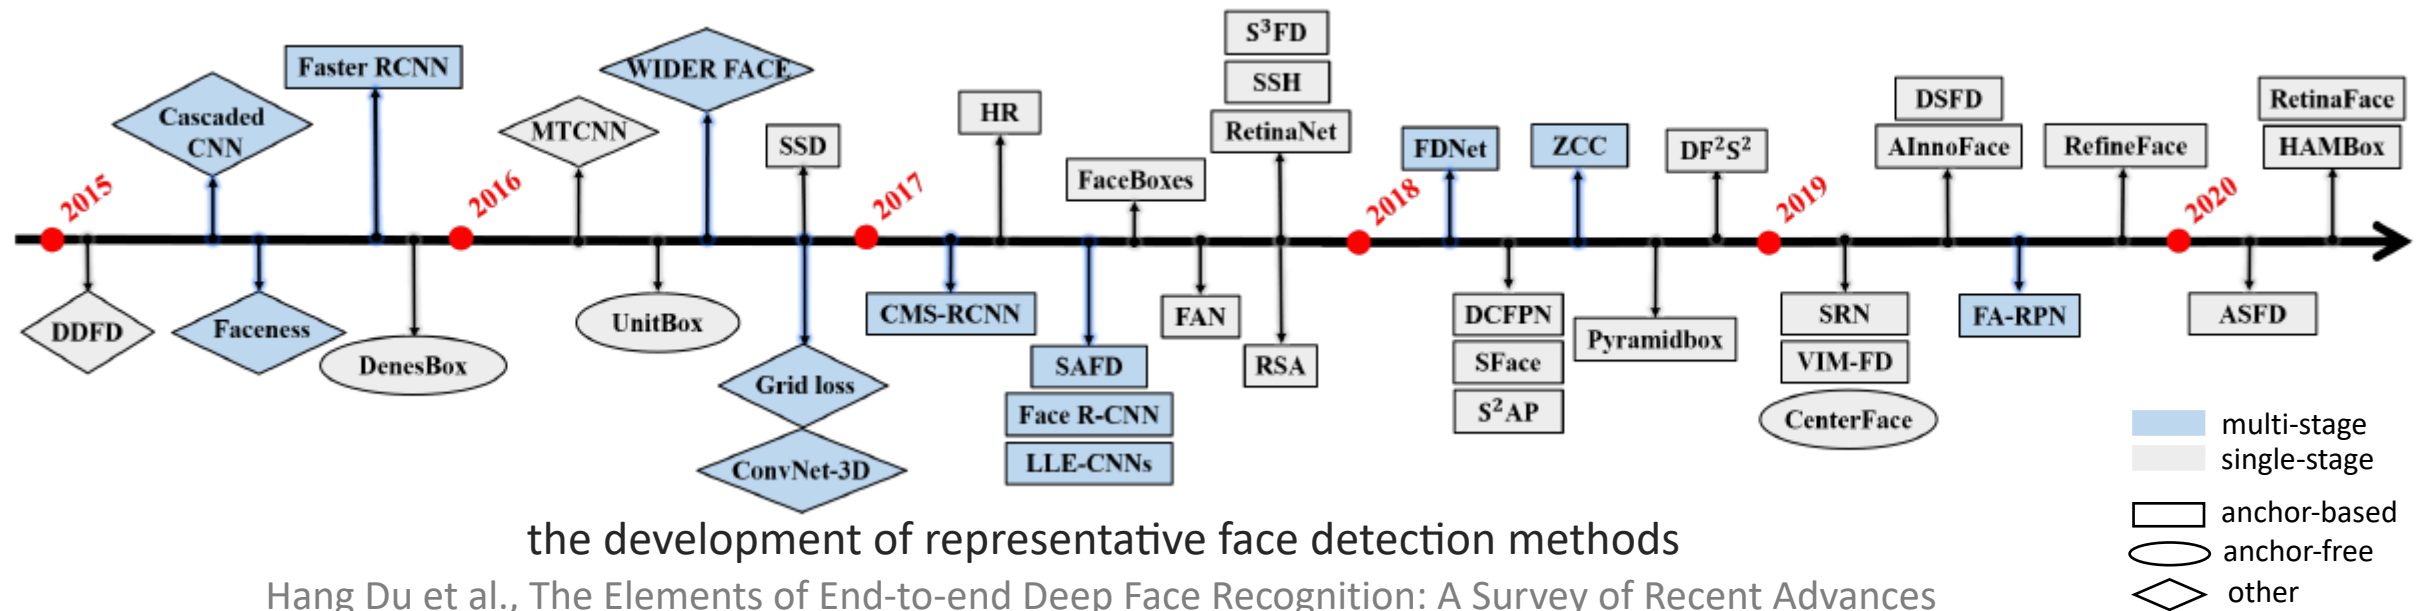 S³FD
SSH
RetinaNet
Faster RCNN
WIDER FACE
Cascaded
CNN
MTCNN
SSD
HR
FaceBoxes
FDNet
ZCC
DF²S²
DSFD
AInnoFace
RefineFace
RetinaFace
HAMBox
2015
2016
2017
2018
2019
2020
DDFD
Faceness
DenesBox
UnitBox
Grid loss
ConvNet-3D
CMS-RCNN
SAFD
Face R-CNN
LLE-CNNs
FAN
RSA
DCFPN
SFace
S²AP
Pyramidbox
SRN
VIM-FD
CenterFace
FA-RPN
ASFD
multi-stage
single-stage
anchor-based
anchor-free
other
the development of representative face detection methods
Hang Du et al., The Elements of End-to-end Deep Face Recognition: A Survey of Recent Advances